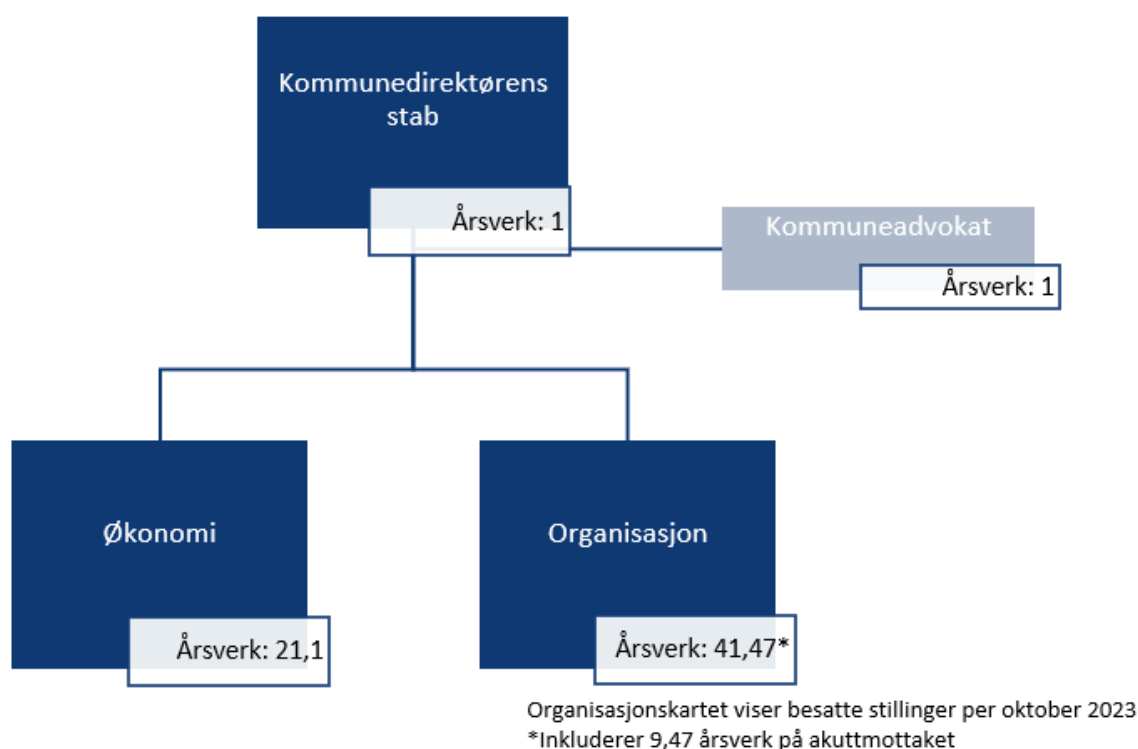 Kommunedirektørens
stab
Årsverk: 1
Kommuneadvokat
Årsverk: 1
Økonomi
Årsverk: 21,1
Organisasjon
Årsverk: 41,47*
Organisasjonskartet viser besatte stillinger per oktober 2023
*Inkluderer 9,47 årsverk på akuttmottaket